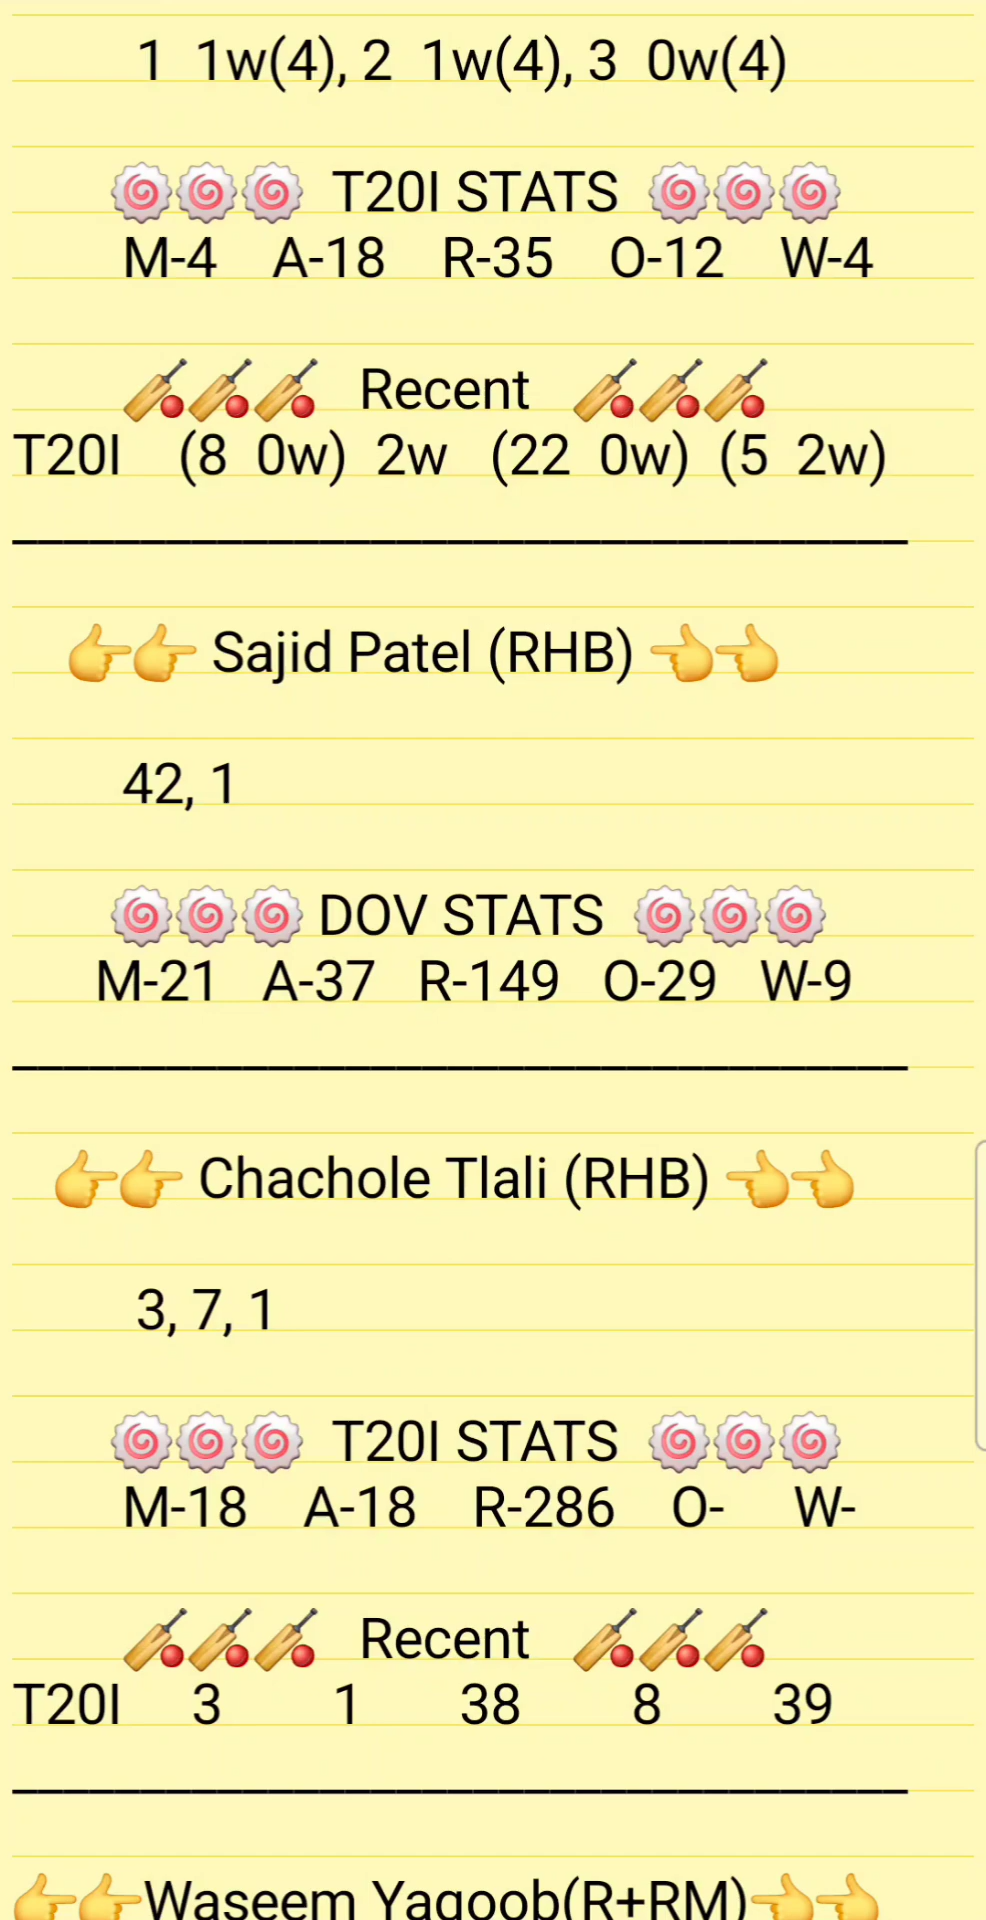 1 1w(4), 2 1w(4), 3 0w(4)
🍥🍥🍥 T20I STATS 🍥🍥🍥
M-4 A-18 R-35 O-12 W-4
🏏🏏🏏 Recent 🏏🏏🏏
T20I (8 0w) 2w (22 0w) (5 2w)
👉👉 Sajid Patel (RHB) 👈👈
42, 1
🍥🍥🍥 DOV STATS 🍥🍥🍥
M-21 A-37 R-149 O-29 W-9
👉👉 Chachole Tlali (RHB) 👈👈
3, 7, 1
🍥🍥🍥 T20I STATS 🍥🍥🍥
M-18 A-18 R-286 O- W-
🏏🏏🏏 Recent 🏏🏏🏏
T20I 3 1 38 8 39
👉👉Waseem Yaqoob(R+RM)👈👈